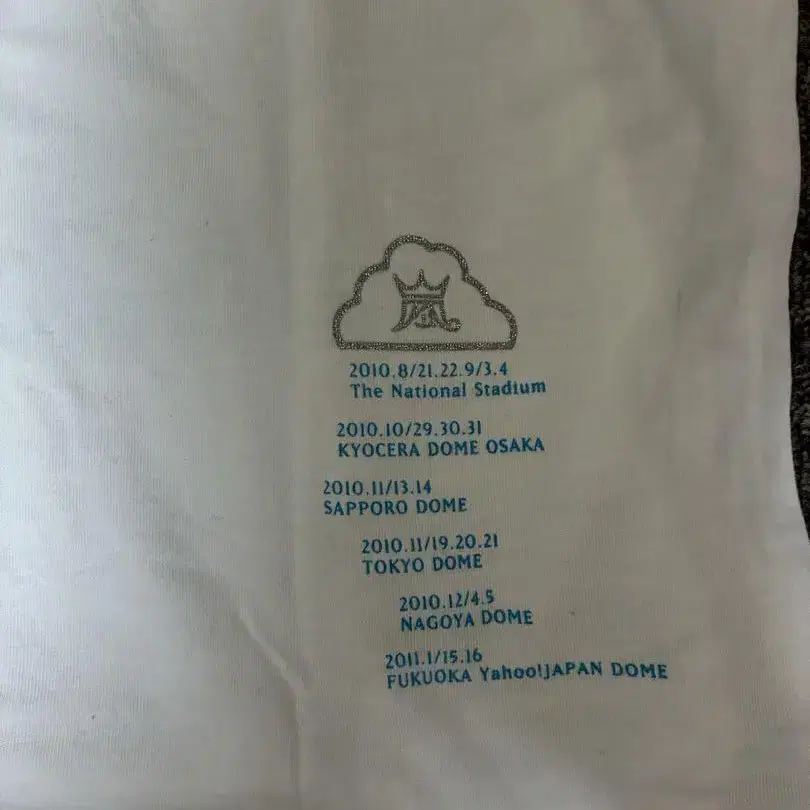 嵐
2010.8/21.22.9/3.4
The National Stadium
2010.10/29.30.31
KYOCERA DOME OSAKA
2010.11/13.14
SAPPORO DOME
2010.11/19.20.21
TOKYO DOME
2010.12/4.5
NAGOYA DOME
2011.1/15.16
FUKUOKA Yahoo!JAPAN DOME